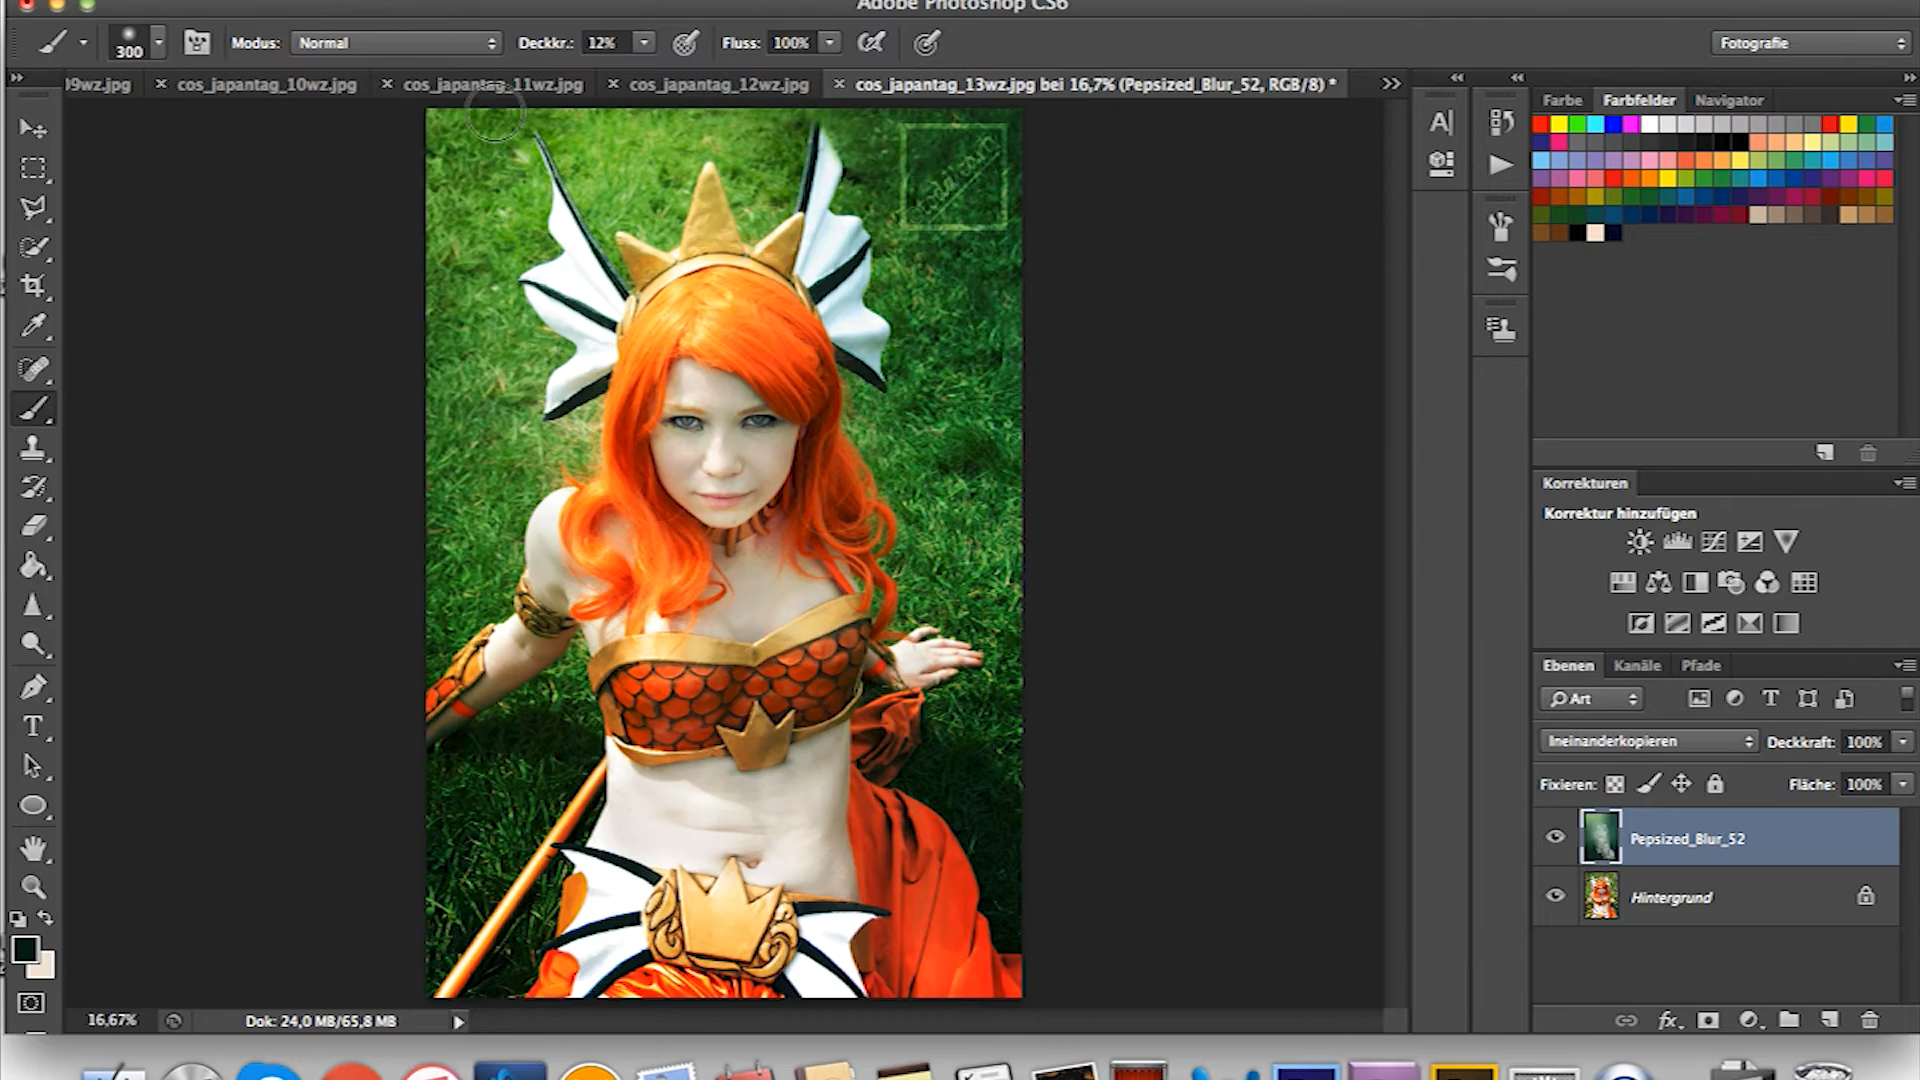 Adobe Photoshop CS6
300
Modus: Normal Deckkr.: 12% Fluss: 100% Fotografie
09wz.jpg × cos_japantag_10wz.jpg × cos_japantag_11wz.jpg × cos_japantag_12wz.jpg × cos_japantag_13wz.jpg bei 16,7% (Pepsized_Blur_52, RGB/8) *
Farbe Farbfelder Navigator
Korrekturen
Korrektur hinzufügen
Ebenen Kanäle Pfade
Art
Ineinanderkopieren Deckkraft: 100%
Fixieren: Fläche: 100%
Pepsized_Blur_52
Hintergrund
16,67% Dok: 24,0 MB/65,8 MB